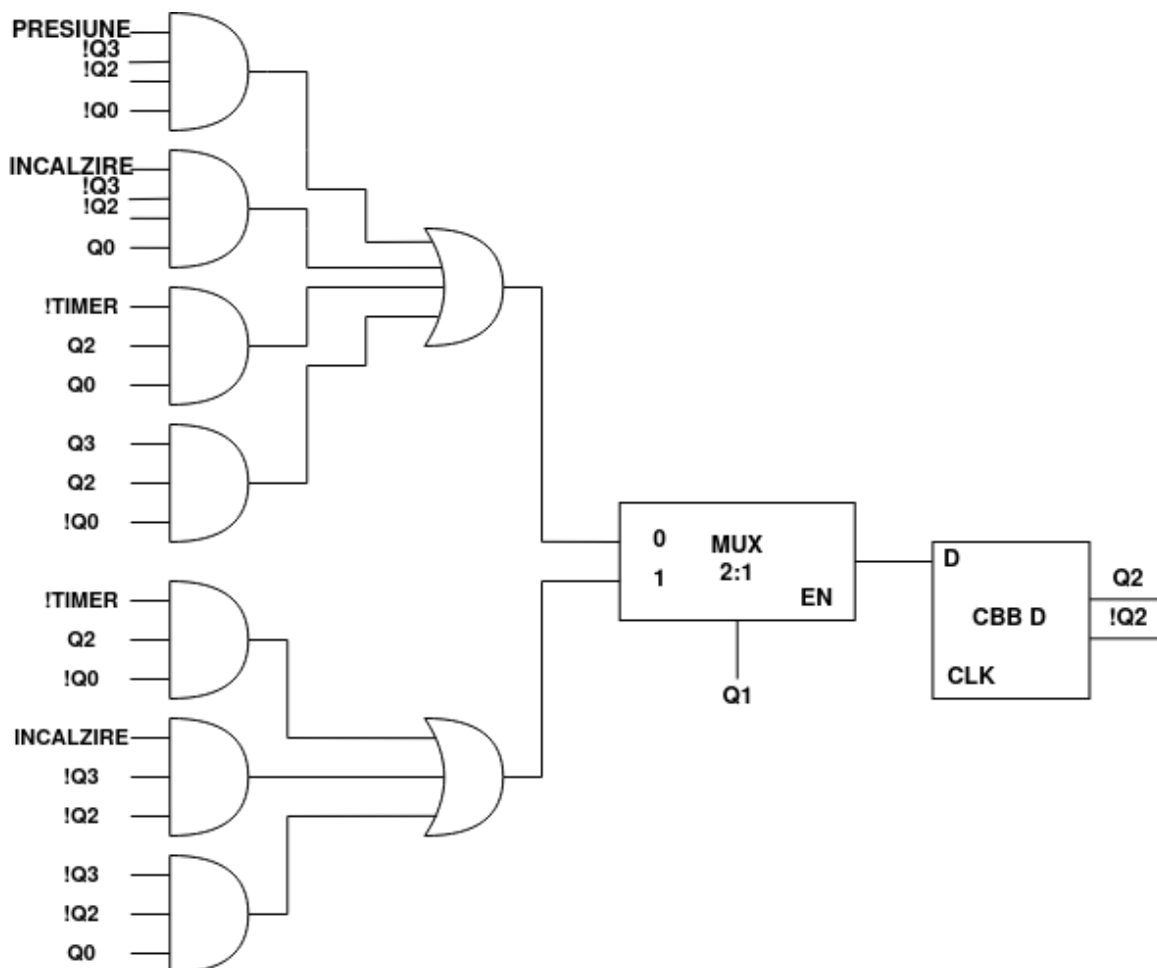 PRESIUNE
!Q3
!Q2
!Q0
INCALZIRE
!Q3
!Q2
Q0
!TIMER
Q2
Q0
Q3
Q2
!Q0
!TIMER
Q2
!Q0
INCALZIRE
!Q3
!Q2
!Q3
!Q2
Q0
0
1
MUX
2:1
EN
Q1
D
CBB D
CLK
Q2
!Q2